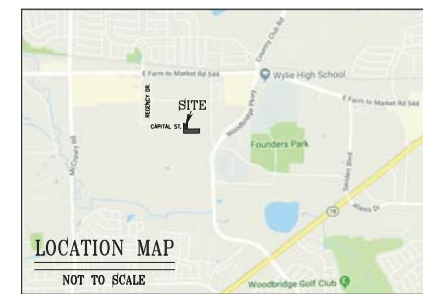 Country Club Rd
E Farm to Market Rd 544
Wylie High School
REGENCY DR.
SITE
CAPITAL ST.
E Farm to Market Rd 544
Woodbridge Pkwy
McCreary Rd
Founders Park
Sanden Blvd
78
Alanis Dr
LOCATION MAP
NOT TO SCALE
Woodbridge Golf Club